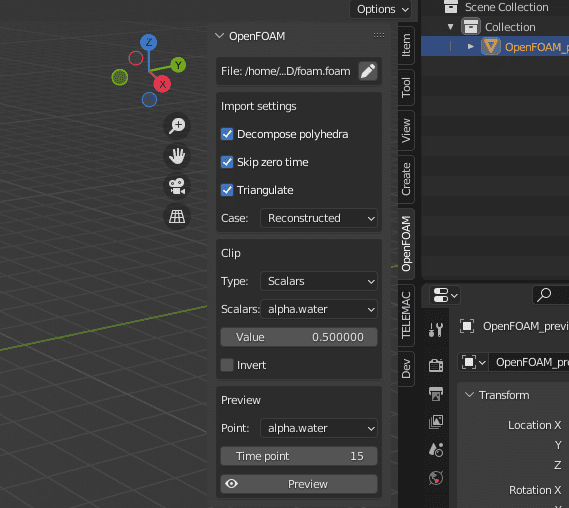 Options
Scene Collection
Collection
OpenFOAM_p
OpenFOAM
File: /home/...D/foam.foam
Import settings
Decompose polyhedra
Skip zero time
Triangulate
Case: Reconstructed
Clip
Type: Scalars
Scalars: alpha.water
Value 0.500000
Invert
Preview
Point: alpha.water
Time point 15
Preview
Z
Y
X
Item
Tool
View
Create
OpenFOAM
TELEMAC
Dev
OpenFOAM_previ
OpenFOAM_pre
Transform
Location X
Y
Z
Rotation X